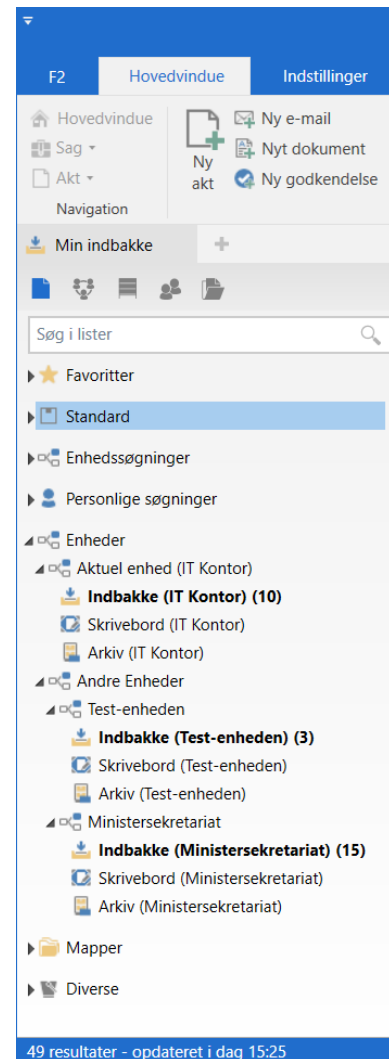 F2 Hovedvindue Indstillinger
Hovedvindue
Sag
Akt
Navigation
Ny akt
Ny e-mail
Nyt dokument
Ny godkendelse
Min indbakke
Søg i lister
Favoritter
Standard
Enhedssøgninger
Personlige søgninger
Enheder
Aktuel enhed (IT Kontor)
Indbakke (IT Kontor) (10)
Skrivebord (IT Kontor)
Arkiv (IT Kontor)
Andre Enheder
Test-enheden
Indbakke (Test-enheden) (3)
Skrivebord (Test-enheden)
Arkiv (Test-enheden)
Ministersekretariat
Indbakke (Ministersekretariat) (15)
Skrivebord (Ministersekretariat)
Arkiv (Ministersekretariat)
Mapper
Diverse
49 resultater - opdateret i dag 15:25